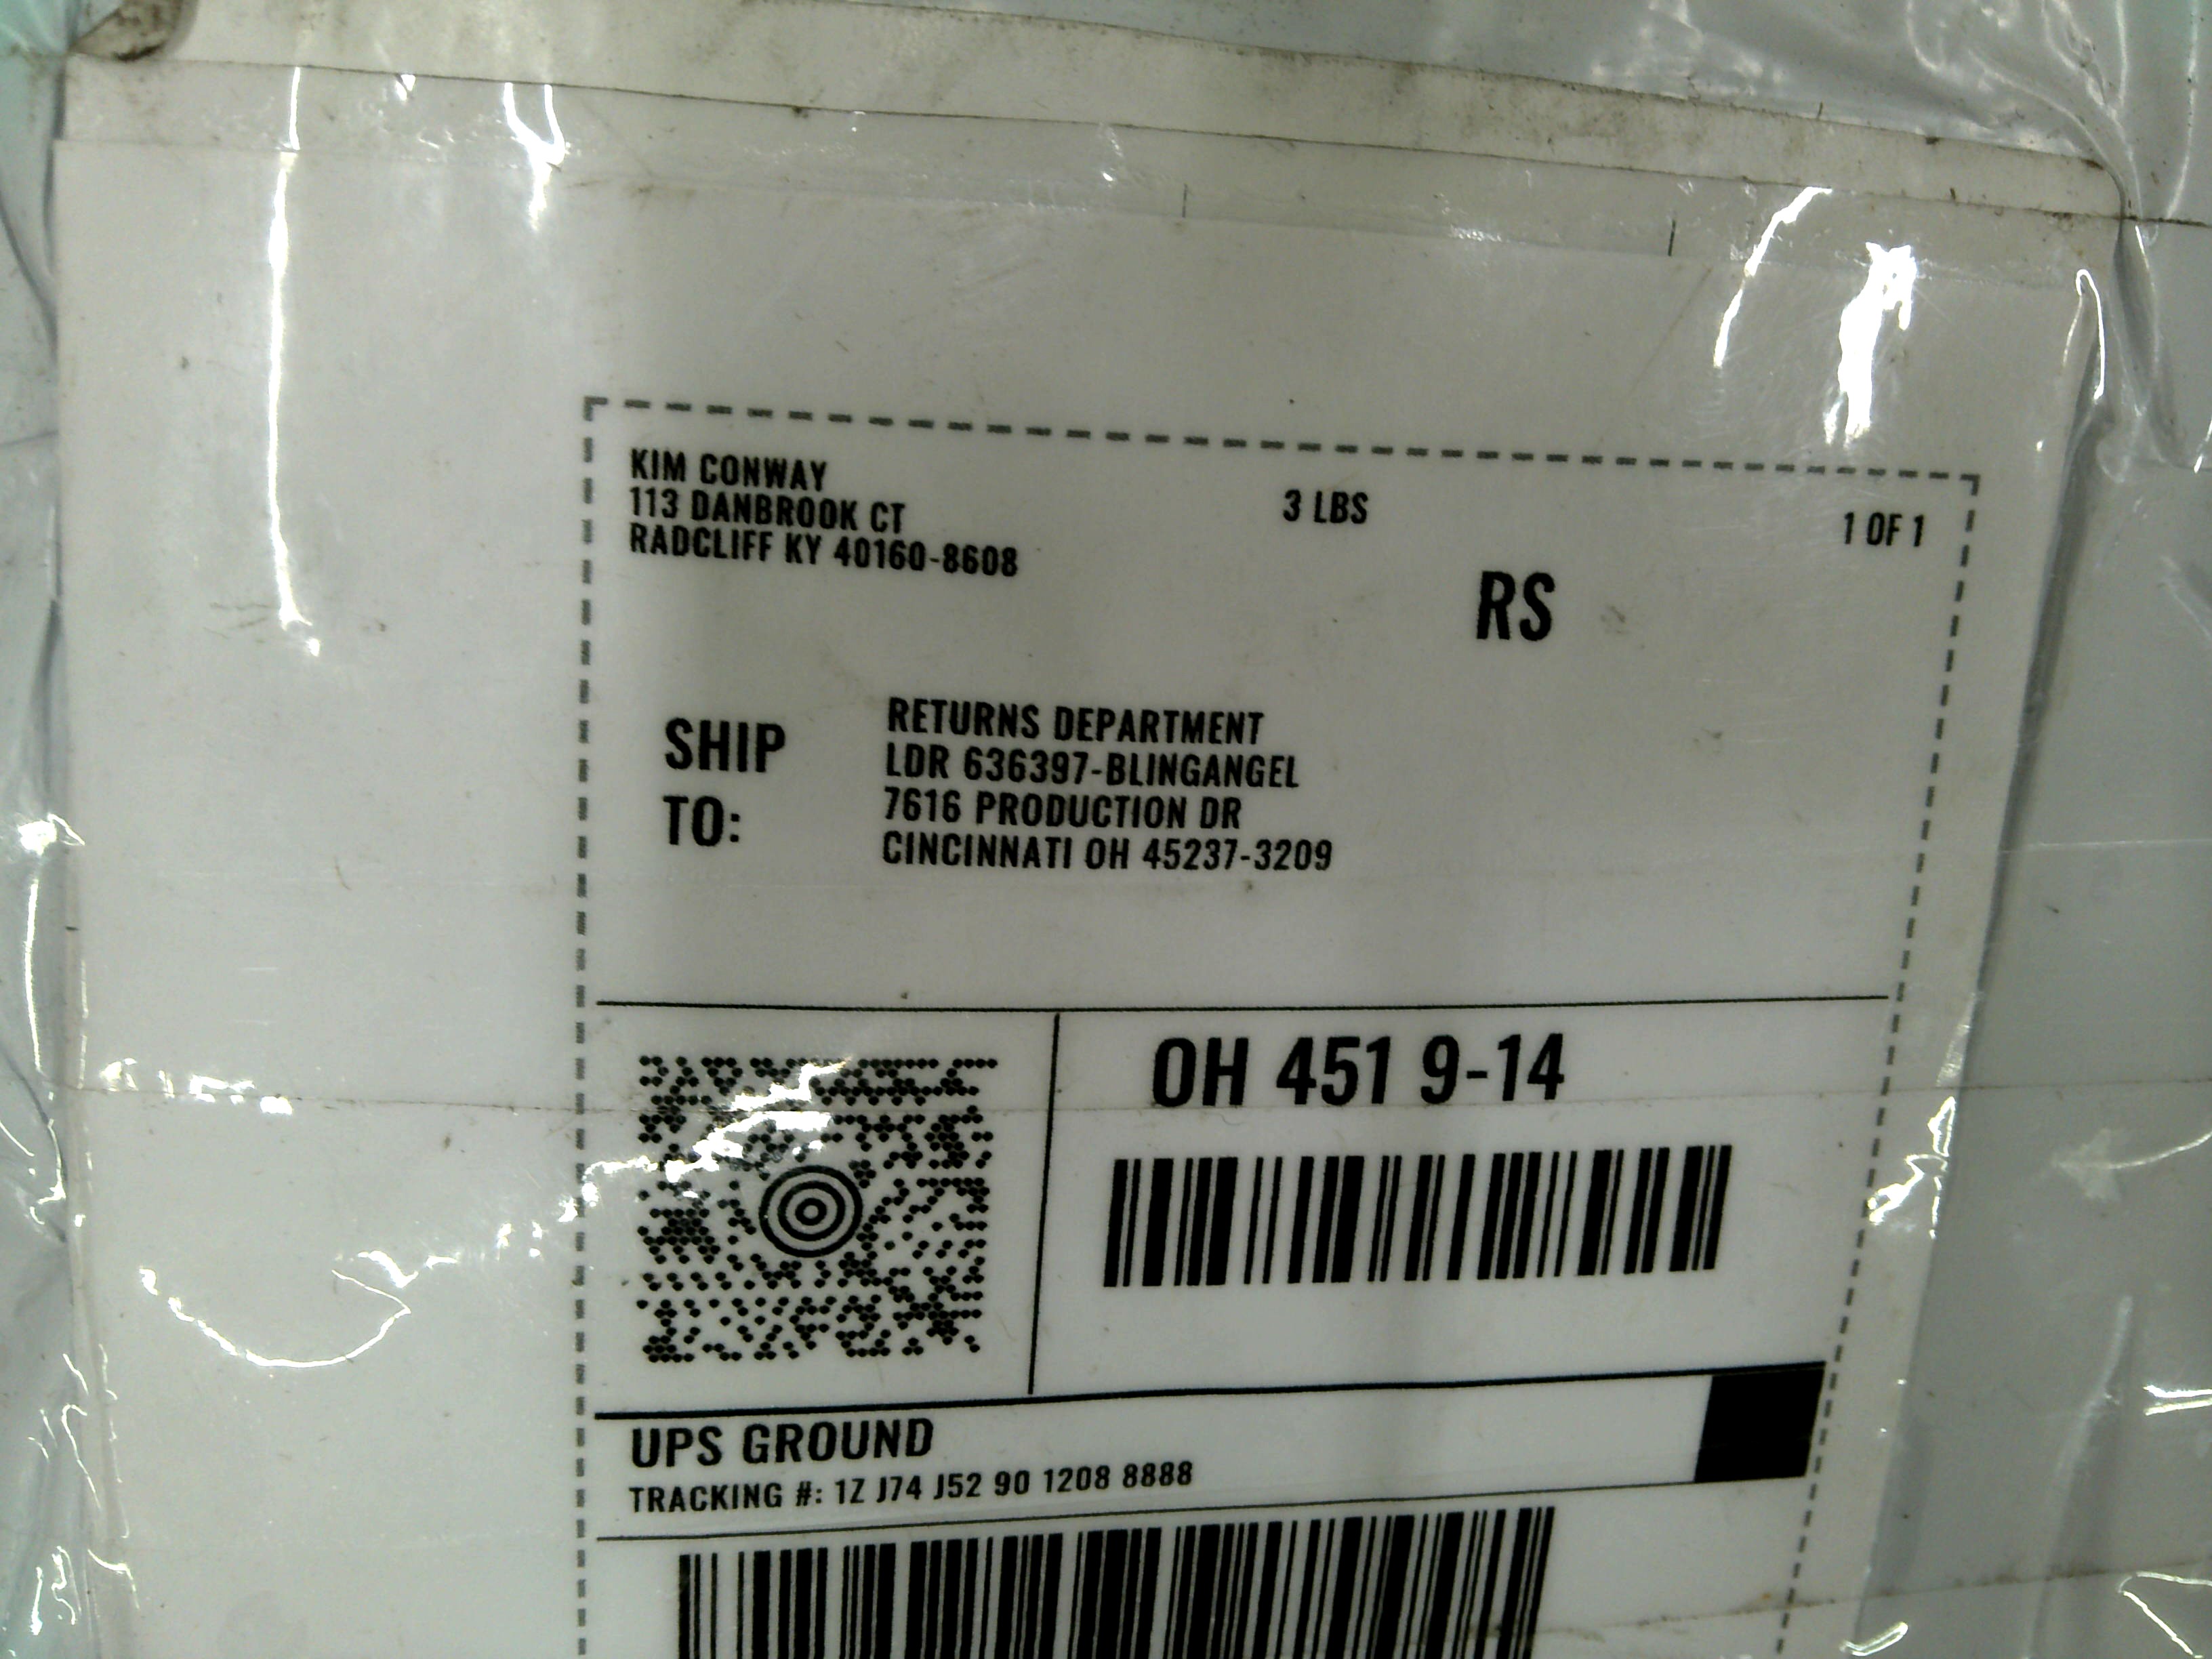 KIM CONWAY
113 DANBROOK CT
RADCLIFF KY 40160-8608
3 LBS
1 OF 1
RS
SHIP TO:
RETURNS DEPARTMENT
LDR 636397-BLINGANGEL
7616 PRODUCTION DR
CINCINNATI OH 45237-3209
OH 451 9-14
UPS GROUND
TRACKING #: 1Z J74 J52 90 1208 8888